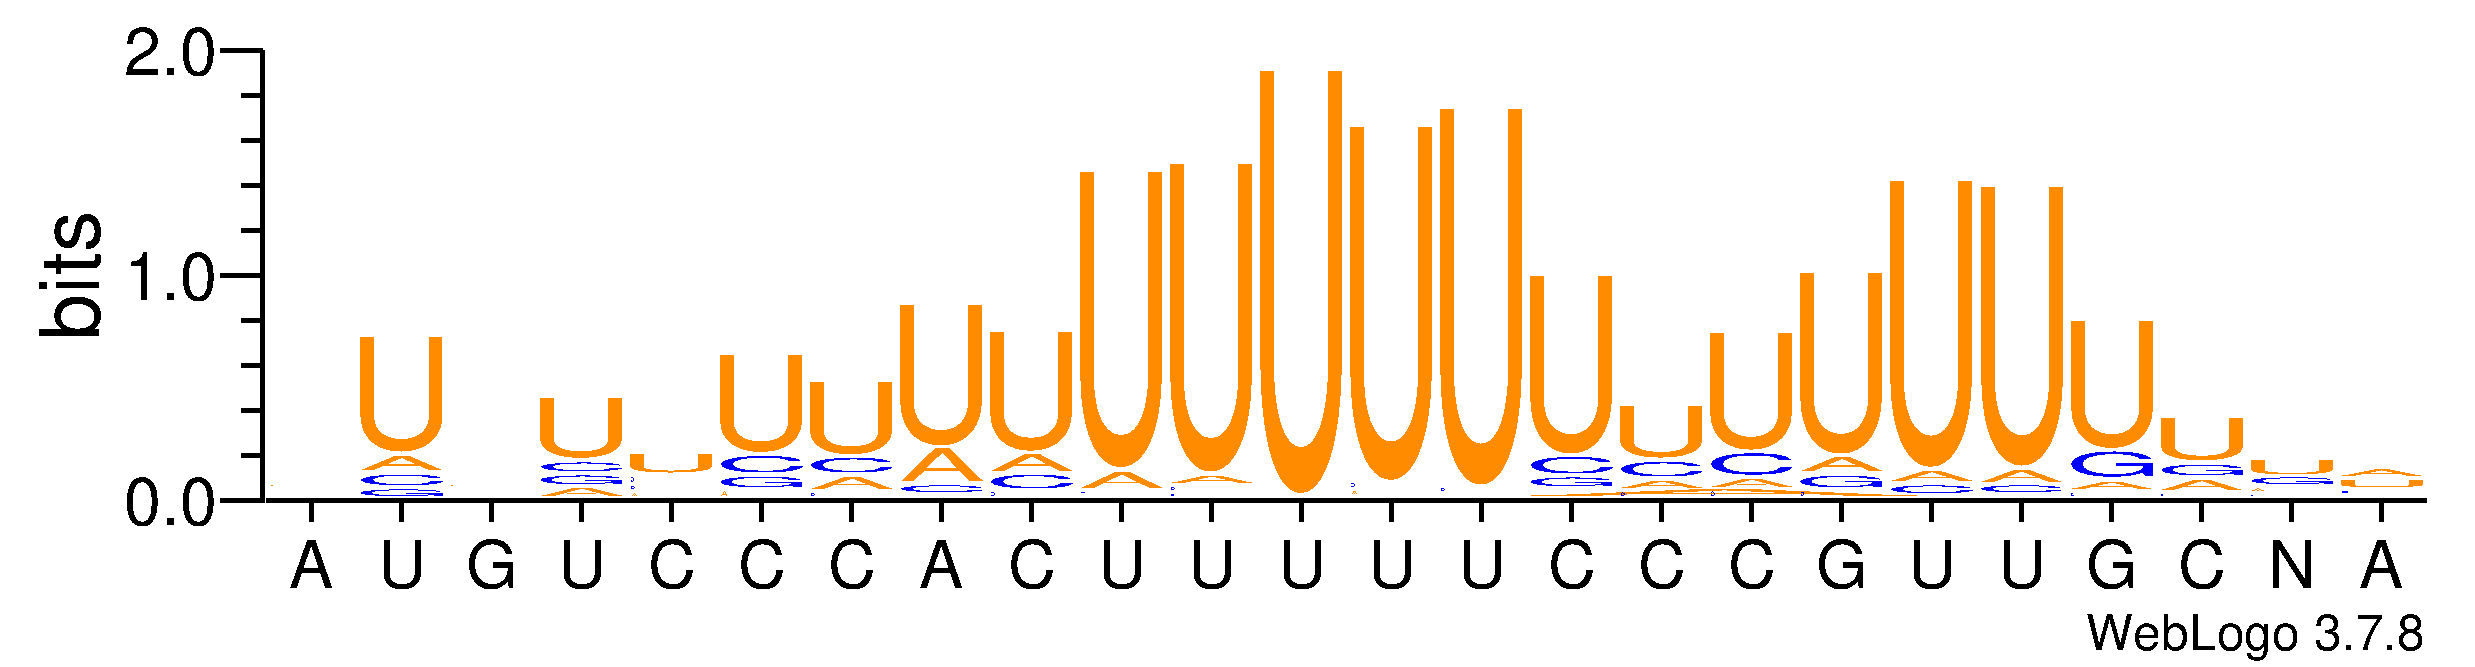 2.0
1.0
0.0
bits
A U G U C C C A C U U U U U C C C G U U G C N A
WebLogo 3.7.8